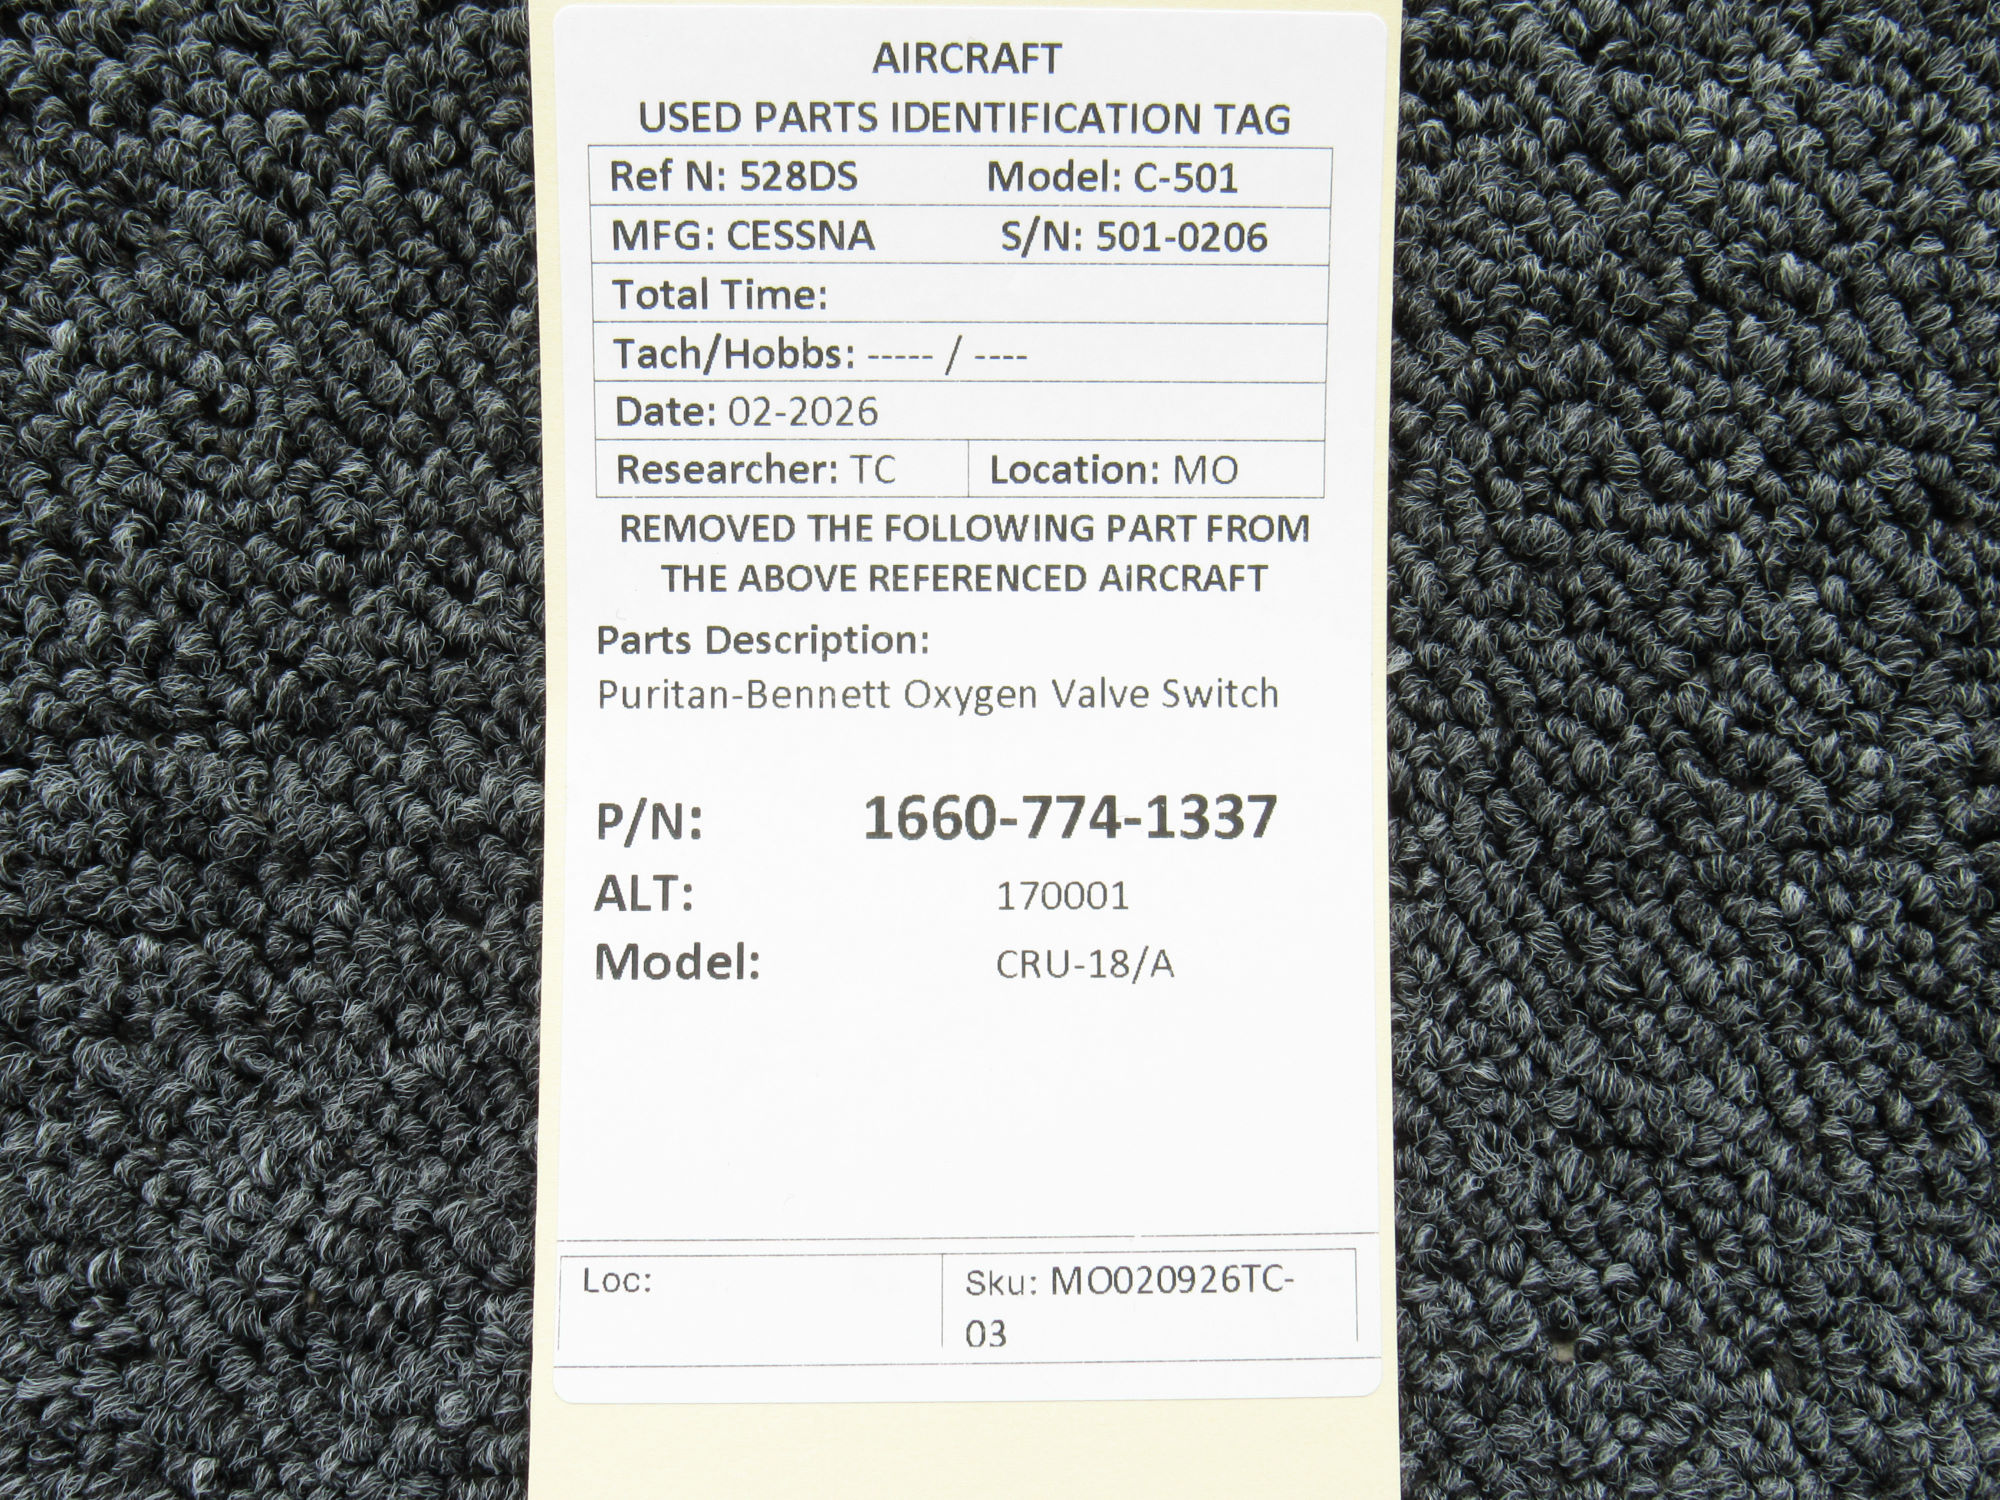 AIRCRAFT
USED PARTS IDENTIFICATION TAG
Ref N: 528DS Model: C-501
MFG: CESSNA S/N: 501-0206
Total Time:
Tach/Hobbs: ----- / ----
Date: 02-2026
Researcher: TC Location: MO
REMOVED THE FOLLOWING PART FROM
THE ABOVE REFERENCED AIRCRAFT
Parts Description:
Puritan-Bennett Oxygen Valve Switch
P/N: 1660-774-1337
ALT: 170001
Model: CRU-18/A
Loc: Sku: MO020926TC-
03